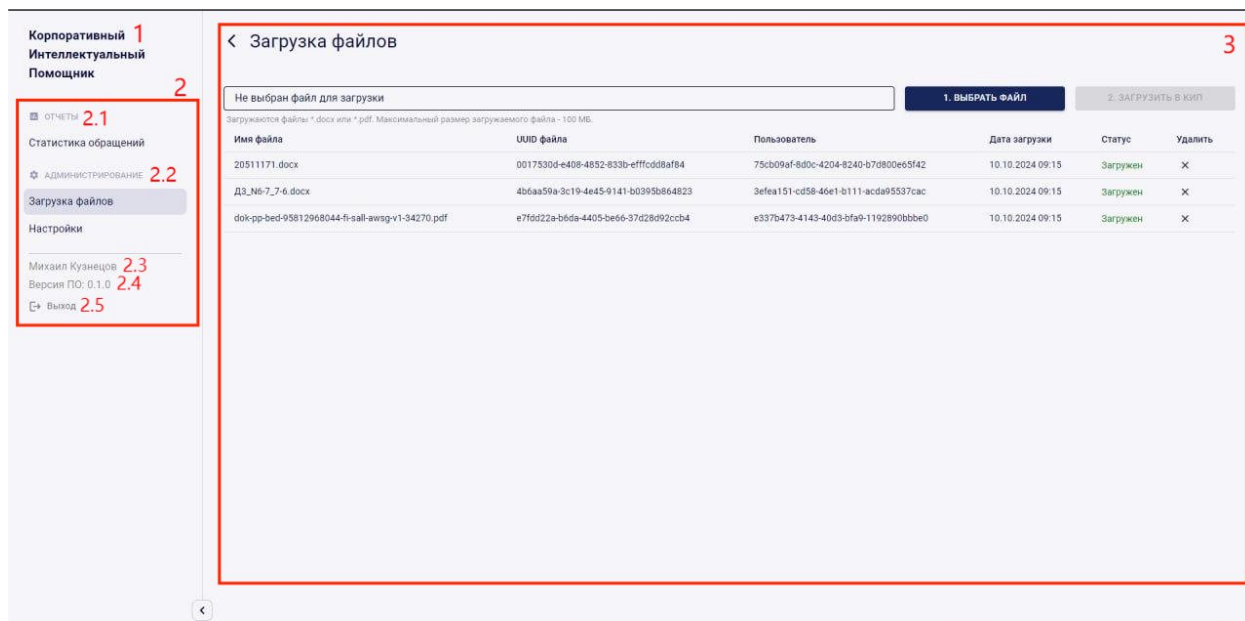 Корпоративный 1
Интеллектуальный
Помощник
2
ОТЧЕТЫ 2.1
Статистика обращений
АДМИНИСТРИРОВАНИЕ 2.2
Загрузка файлов
Настройки
Михаил Кузнецов 2.3
Версия ПО: 0.1.0 2.4
Выход 2.5
Загрузка файлов
3
Не выбран файл для загрузки 1. ВЫБРАТЬ ФАЙЛ 2. ЗАГРУЗИТЬ В КИП
Загружаются файлы *.docx или *.pdf. Максимальный размер загружаемого файла - 100 МБ.
Имя файла UUID файла Пользователь Дата загрузки Статус Удалить
20511171.docx 0017530d-e408-4852-833b-efffcdd8af84 75cb09af-8d0c-4204-8240-b7d800e65f42 10.10.2024 09:15 Загружен ×
ДЗ_N6-7_7-6.docx 4b6aa59a-3c19-4e45-9141-b0395b864823 3efea151-cd58-46e1-b111-acda95537cac 10.10.2024 09:15 Загружен ×
dok-pp-bed-95812968044-fi-sall-awsg-v1-34270.pdf e7fdd22a-b6da-4405-be66-37d28d92ccb4 e337b473-4143-40d3-bfa9-1192890bbbe0 10.10.2024 09:15 Загружен ×